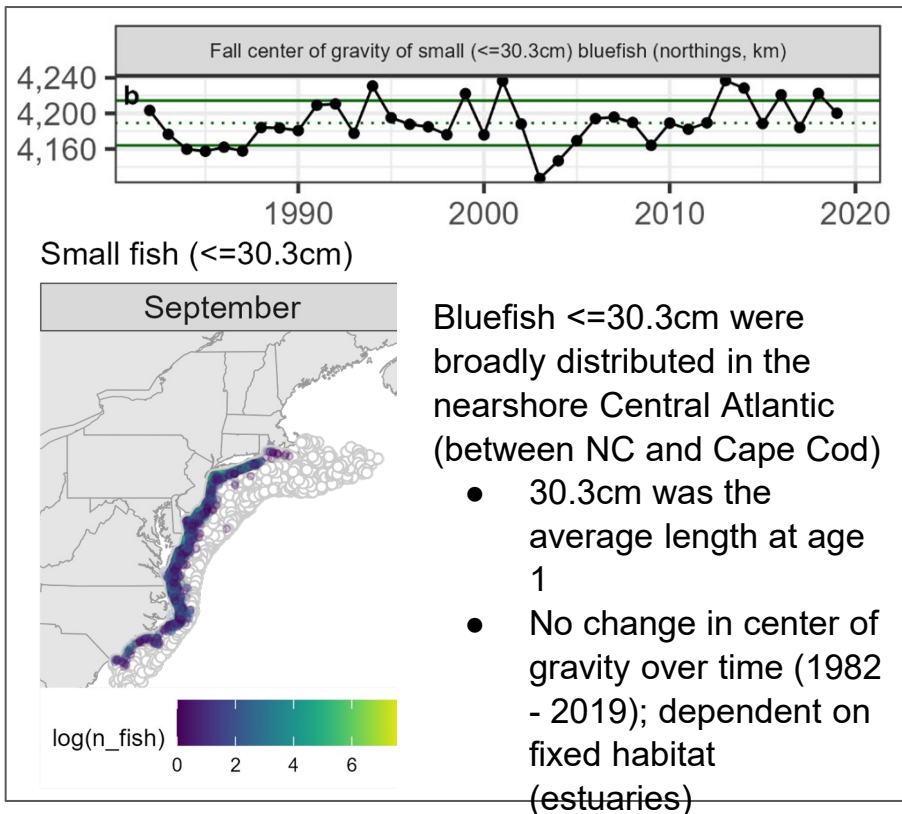 Fall center of gravity of small (<=30.3cm) bluefish (northings, km)
4,240
4,200
4,160
b
1990 2000 2010 2020
Small fish (<=30.3cm)
September
log(n_fish)
0 2 4 6
Bluefish <=30.3cm were
broadly distributed in the
nearshore Central Atlantic
(between NC and Cape Cod)
● 30.3cm was the
average length at age
1
● No change in center of
gravity over time (1982
- 2019); dependent on
fixed habitat
(estuaries)